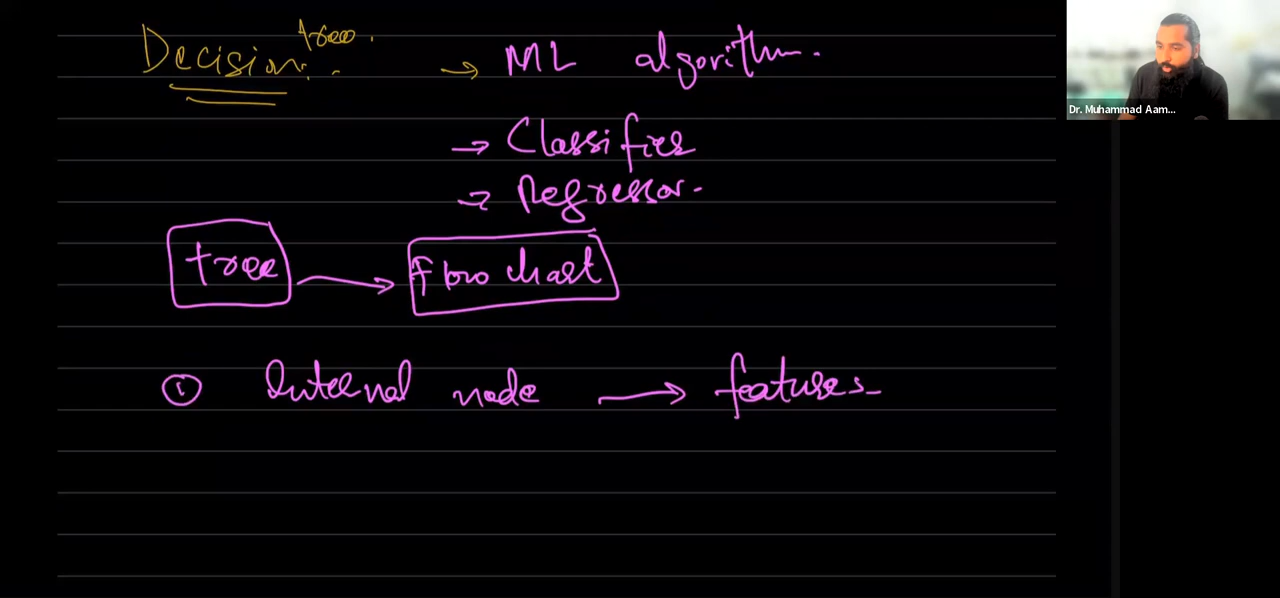 Decision tree. → ML algorithm.
Dr. Muhammad Aam...
→ Classifier
→ Regressor.
tree → flow chart
① Internal node → features